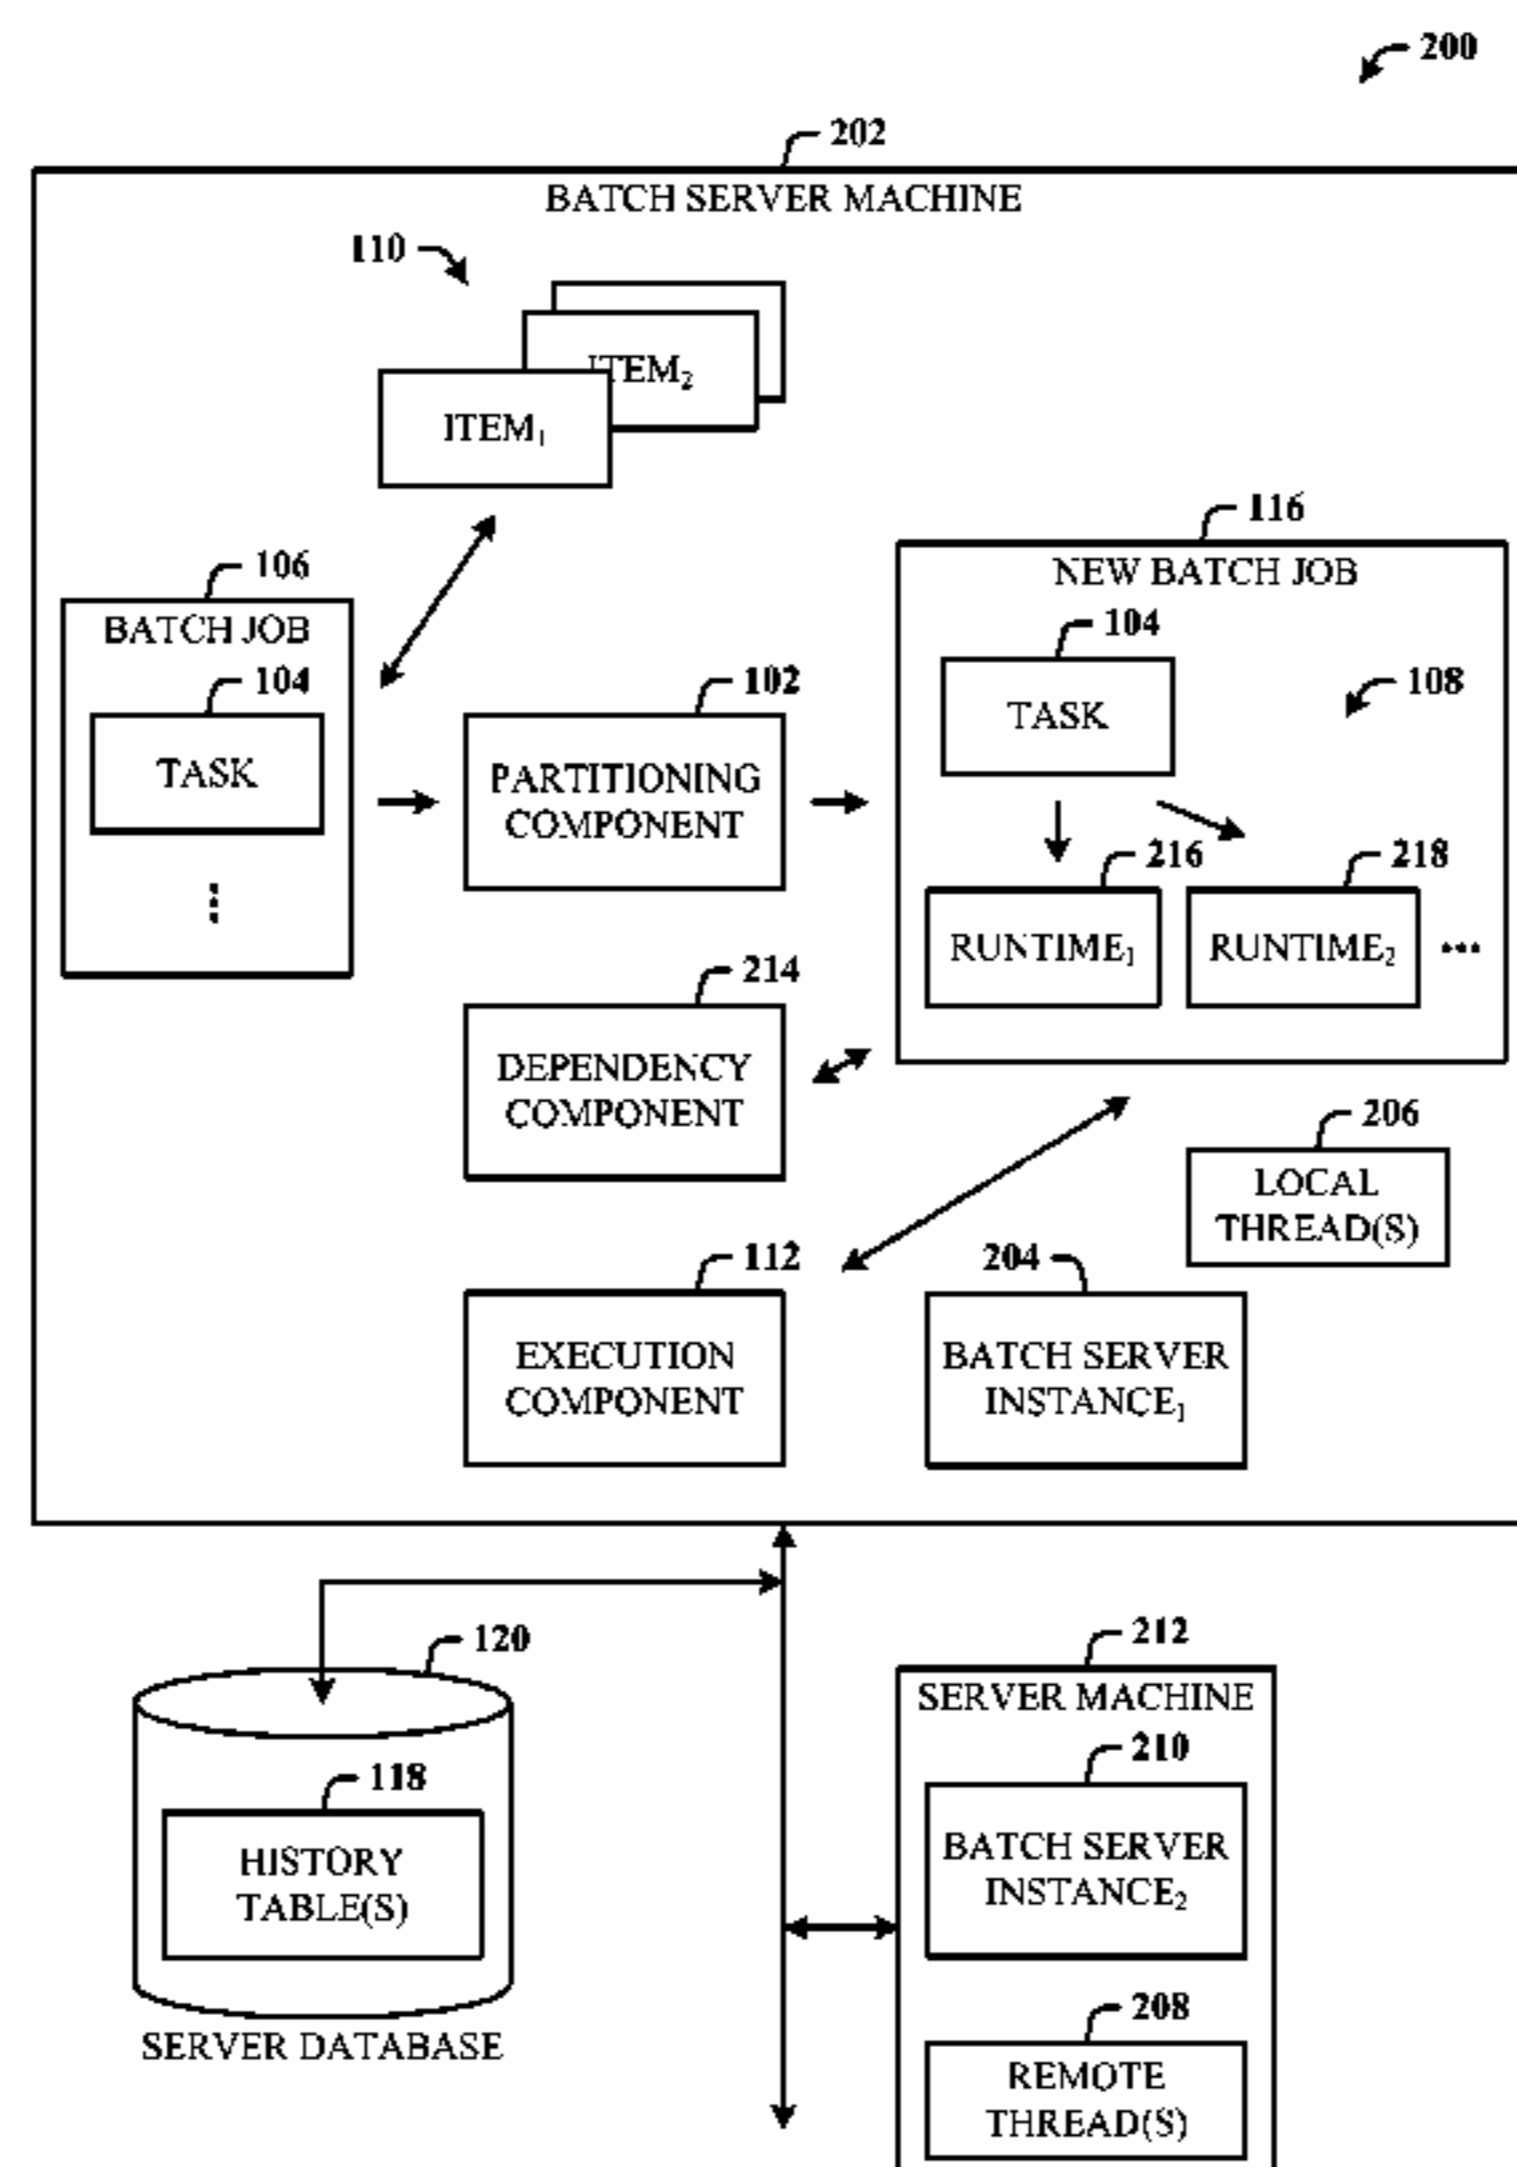 200
202
BATCH SERVER MACHINE
110
ITEM₂
ITEM₁
116
NEW BATCH JOB
106
BATCH JOB
104
TASK
⋮
102
PARTITIONING
COMPONENT
104
TASK
108
216
RUNTIME₁
218
RUNTIME₂
...
214
DEPENDENCY
COMPONENT
206
LOCAL
THREAD(S)
112
EXECUTION
COMPONENT
204
BATCH SERVER
INSTANCE₁
120
118
HISTORY
TABLE(S)
SERVER DATABASE
212
SERVER MACHINE
210
BATCH SERVER
INSTANCE₂
208
REMOTE
THREAD(S)